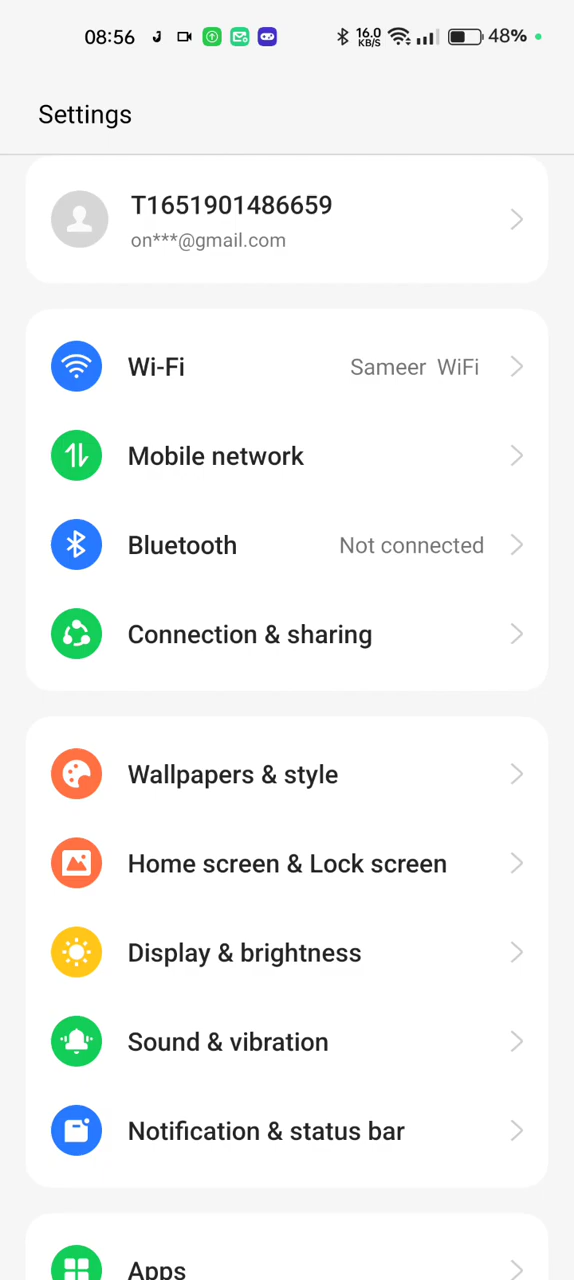 08:56 16.0 KB/S 48%
Settings
T1651901486659
on***@gmail.com
Wi-Fi Sameer WiFi
Mobile network
Bluetooth Not connected
Connection & sharing
Wallpapers & style
Home screen & Lock screen
Display & brightness
Sound & vibration
Notification & status bar
Apps